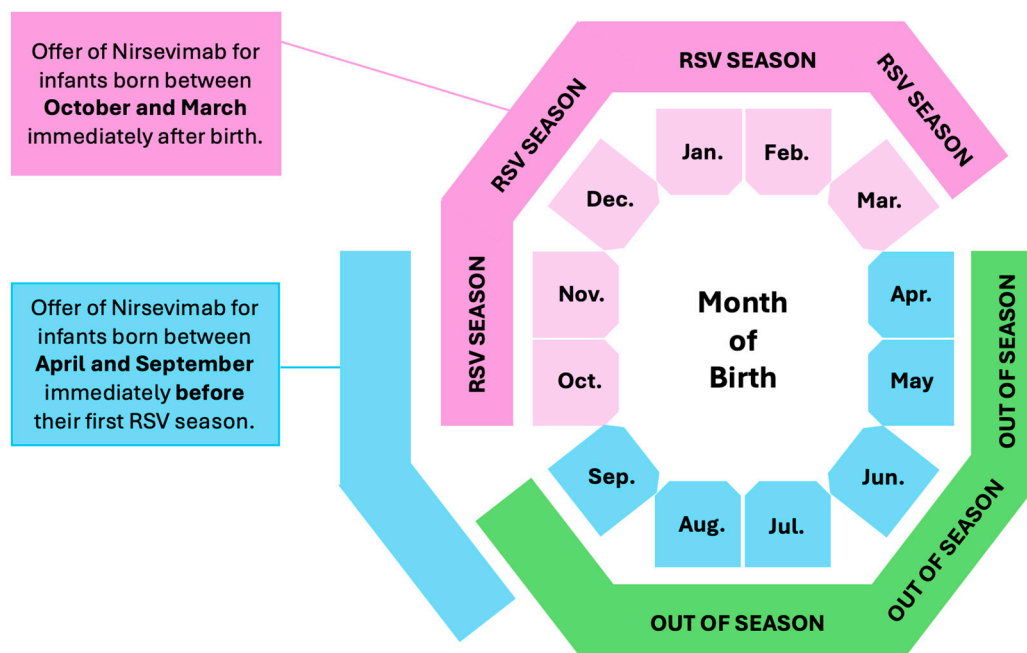 Offer of Nirsevimab for
infants born between
October and March
immediately after birth.
Offer of Nirsevimab for
infants born between
April and September
immediately before
their first RSV season.
RSV SEASON
RSV SEASON
RSV SEASON
RSV SEASON
Jan.
Feb.
Mar.
Apr.
May
Jun.
Jul.
Aug.
Sep.
Oct.
Nov.
Dec.
Month
of
Birth
OUT OF SEASON
OUT OF SEASON
OUT OF SEASON